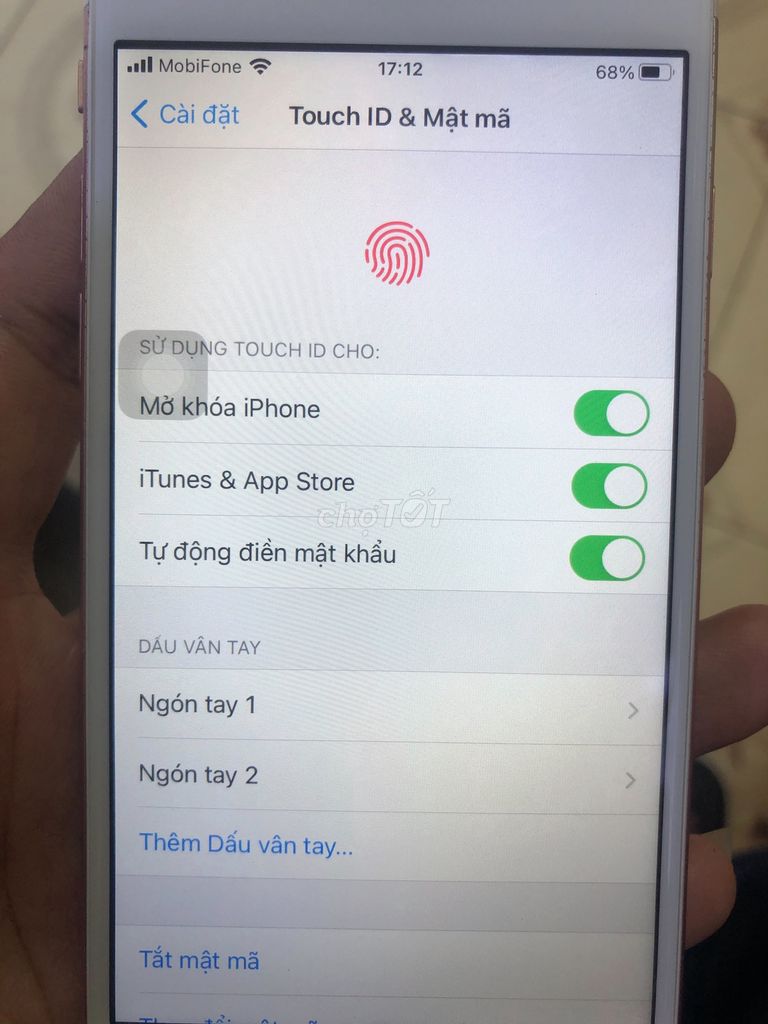 MobiFone 17:12 68%
Cài đặt Touch ID & Mật mã
SỬ DỤNG TOUCH ID CHO:
Mở khóa iPhone
iTunes & App Store
chợTỐT
Tự động điền mật khẩu
DẤU VÂN TAY
Ngón tay 1
Ngón tay 2
Thêm Dấu vân tay...
Tắt mật mã